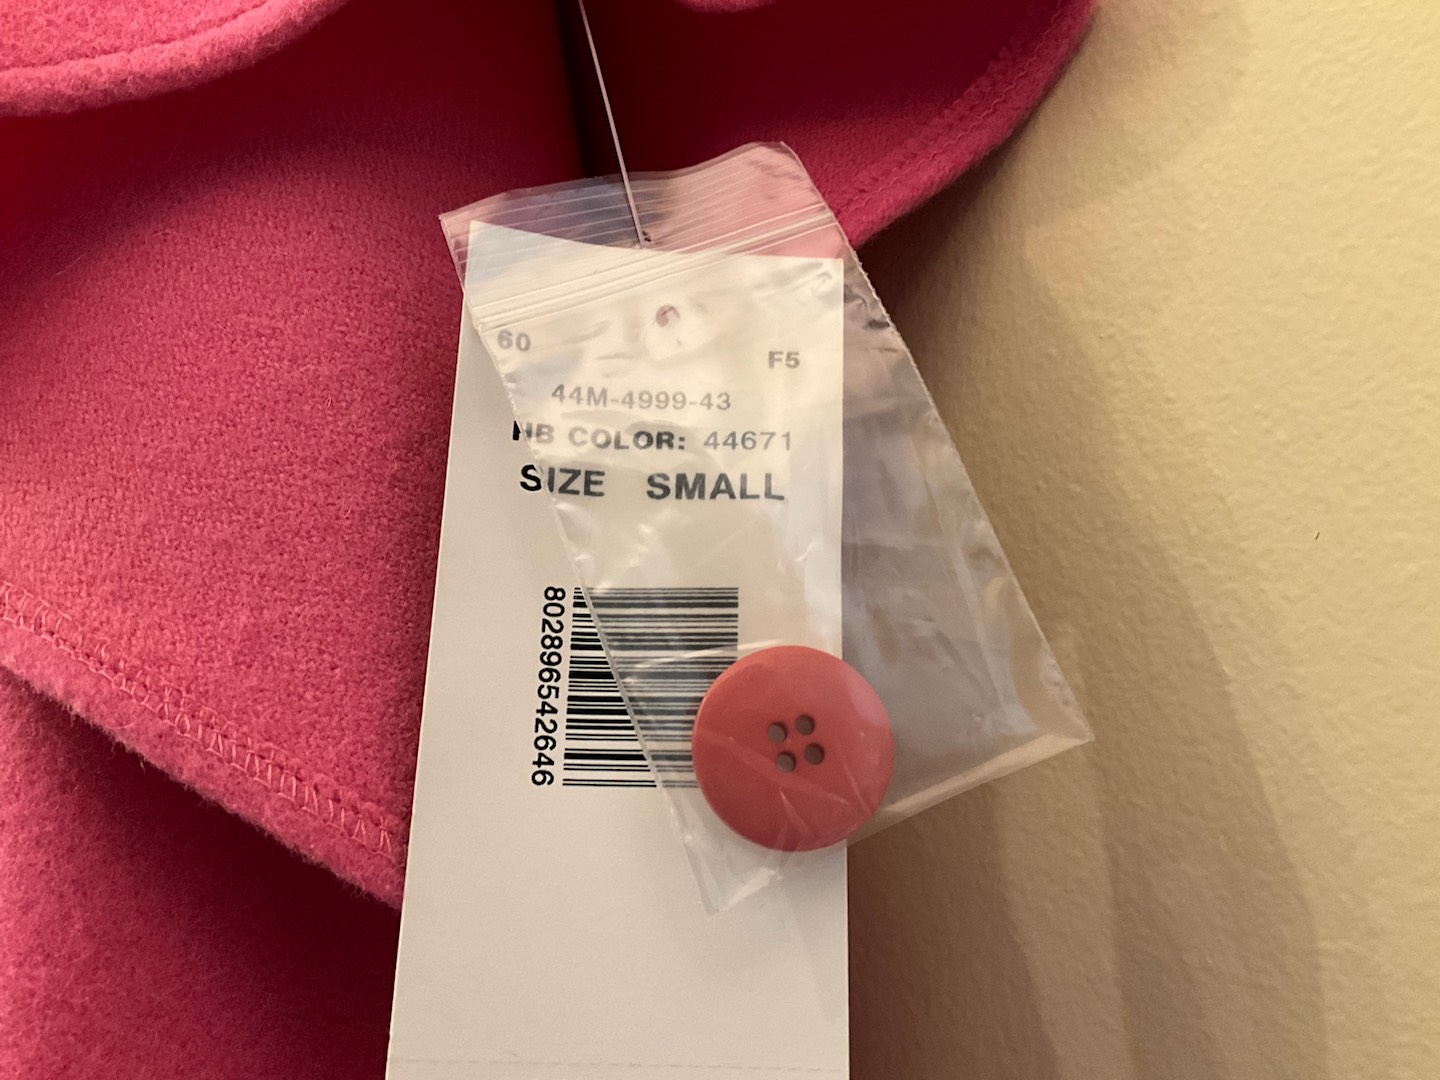 60
F5
44M-4999-43
HB COLOR: 44671
SIZE SMALL
802896542646